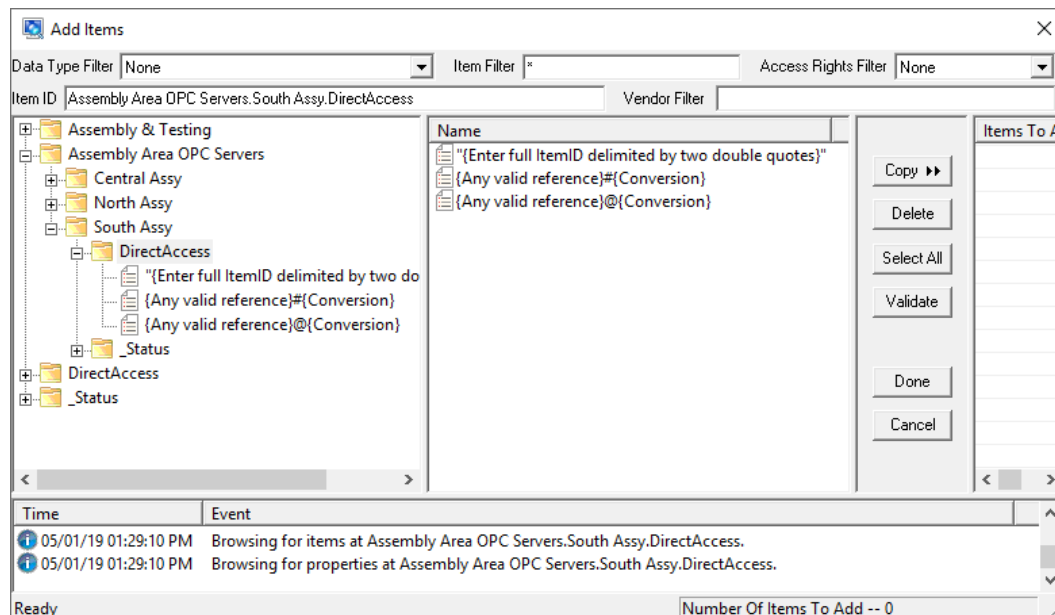 Add Items
Data Type Filter None Item Filter * Access Rights Filter None
Item ID Assembly Area OPC Servers.South Assy.DirectAccess Vendor Filter
Assembly & Testing
Assembly Area OPC Servers
Central Assy
North Assy
South Assy
DirectAccess
"{Enter full ItemID delimited by two do
{Any valid reference}#{Conversion}
{Any valid reference}@{Conversion}
_Status
DirectAccess
_Status
Name
"{Enter full ItemID delimited by two double quotes}"
{Any valid reference}#{Conversion}
{Any valid reference}@{Conversion}
Copy
Delete
Select All
Validate
Done
Cancel
Items To A
Time Event
05/01/19 01:29:10 PM Browsing for items at Assembly Area OPC Servers.South Assy.DirectAccess.
05/01/19 01:29:10 PM Browsing for properties at Assembly Area OPC Servers.South Assy.DirectAccess.
Ready Number Of Items To Add -- 0